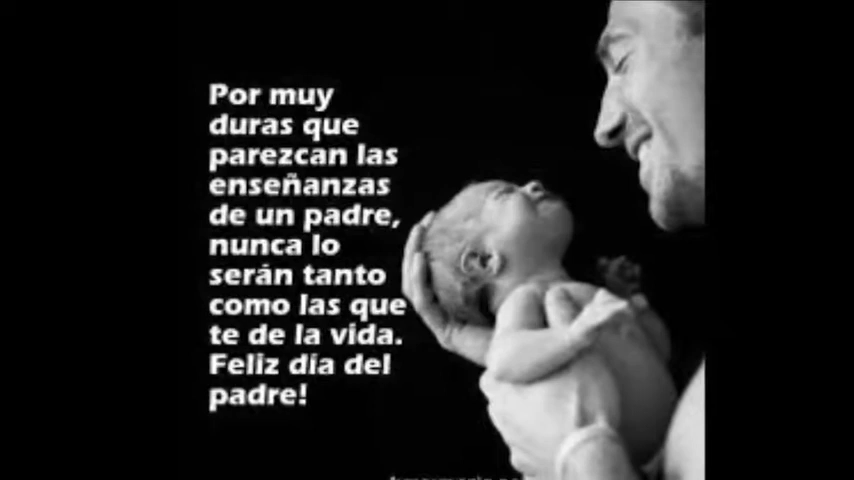 Por muy
duras que
parezcan las
enseñanzas
de un padre,
nunca lo
serán tanto
como las que
te de la vida.
Feliz día del
padre!